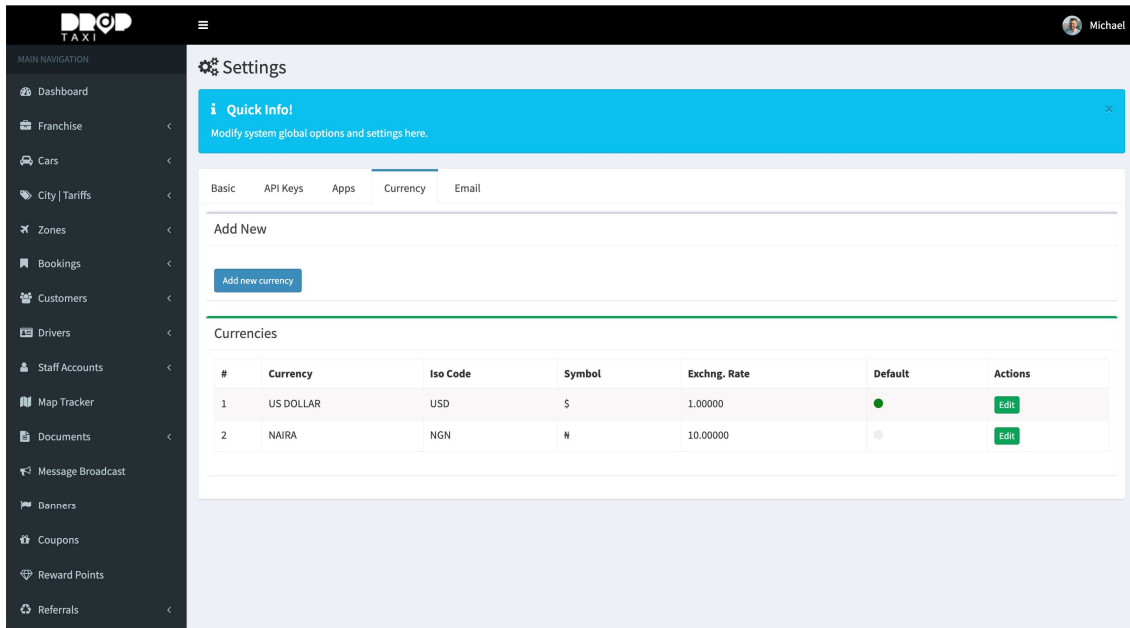 DROP
TAXI
Michael
MAIN NAVIGATION
Dashboard
Franchise
Cars
City | Tariffs
Zones
Bookings
Customers
Drivers
Staff Accounts
Map Tracker
Documents
Message Broadcast
Banners
Coupons
Reward Points
Referrals
Settings
i Quick Info!
×
Modify system global options and settings here.
Basic API Keys Apps Currency Email
Add New
Add new currency
Currencies
# Currency Iso Code Symbol Exchng. Rate Default Actions
1 US DOLLAR USD $ 1.00000 Edit
2 NAIRA NGN ₦ 10.00000 Edit